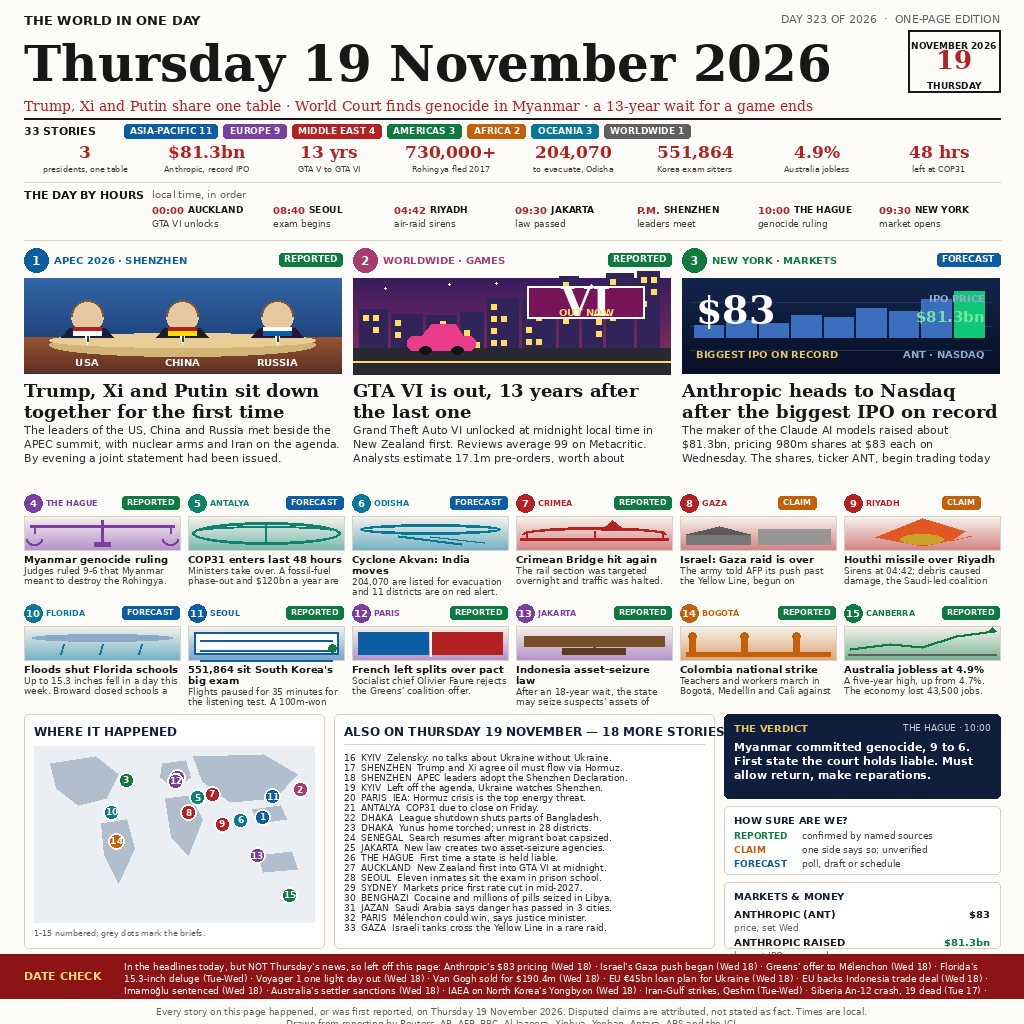 THE WORLD IN ONE DAY
DAY 323 OF 2026 · ONE-PAGE EDITION
Thursday 19 November 2026
NOVEMBER 2026
19
THURSDAY
Trump, Xi and Putin share one table · World Court finds genocide in Myanmar · a 13-year wait for a game ends
33 STORIES
ASIA-PACIFIC 11
EUROPE 9
MIDDLE EAST 4
AMERICAS 3
AFRICA 2
OCEANIA 3
WORLDWIDE 1
3
presidents, one table
$81.3bn
Anthropic, record IPO
13 yrs
GTA V to GTA VI
730,000+
Rohingya fled 2017
204,070
to evacuate, Odisha
551,864
Korea exam sitters
4.9%
Australia jobless
48 hrs
left at COP31
THE DAY BY HOURS local time, in order
00:00 AUCKLAND
GTA VI unlocks
08:40 SEOUL
exam begins
04:42 RIYADH
air-raid sirens
09:30 JAKARTA
law passed
P.M. SHENZHEN
leaders meet
10:00 THE HAGUE
genocide ruling
09:30 NEW YORK
market opens
1 APEC 2026 · SHENZHEN
REPORTED
USA
CHINA
RUSSIA
Trump, Xi and Putin sit down
together for the first time
The leaders of the US, China and Russia met beside the
APEC summit, with nuclear arms and Iran on the agenda.
By evening a joint statement had been issued.
2 WORLDWIDE · GAMES
REPORTED
VI
OUT NOW
GTA VI is out, 13 years after
the last one
Grand Theft Auto VI unlocked at midnight local time in
New Zealand first. Reviews average 99 on Metacritic.
Analysts estimate 17.1m pre-orders, worth about
3 NEW YORK · MARKETS
FORECAST
$83
IPO PRICE
$81.3bn
BIGGEST IPO ON RECORD
ANT · NASDAQ
Anthropic heads to Nasdaq
after the biggest IPO on record
The maker of the Claude AI models raised about
$81.3bn, pricing 980m shares at $83 each on
Wednesday. The shares, ticker ANT, begin trading today
4 THE HAGUE
REPORTED
Myanmar genocide ruling
Judges ruled 9-6 that Myanmar
meant to destroy the Rohingya.
5 ANTALYA
FORECAST
COP31 enters last 48 hours
Ministers take over. A fossil-fuel
phase-out and $120bn a year are
6 ODISHA
FORECAST
Cyclone Akvan: India
moves
204,070 are listed for evacuation
and 11 districts are on red alert.
7 CRIMEA
REPORTED
Crimean Bridge hit again
The rail section was targeted
overnight and traffic was halted.
8 GAZA
CLAIM
Israel: Gaza raid is over
The army told AFP its push past
the Yellow Line, begun on
9 RIYADH
CLAIM
Houthi missile over Riyadh
Sirens at 04:42; debris caused
damage, the Saudi-led coalition
10 FLORIDA
FORECAST
Floods shut Florida schools
Up to 15.3 inches fell in a day this
week. Broward closed schools a
11 SEOUL
REPORTED
551,864 sit South Korea's
big exam
Flights paused for 35 minutes for
the listening test. A 100m-won
12 PARIS
REPORTED
French left splits over pact
Socialist chief Olivier Faure rejects
the Greens' coalition offer.
13 JAKARTA
REPORTED
Indonesia asset-seizure
law
After an 18-year wait, the state
may seize suspects' assets of
14 BOGOTÁ
REPORTED
Colombia national strike
Teachers and workers march in
Bogotá, Medellín and Cali against
15 CANBERRA
REPORTED
Australia jobless at 4.9%
A five-year high, up from 4.7%.
The economy lost 43,500 jobs.
WHERE IT HAPPENED
3
12
2
5
7
11
10
8
9
6
1
14
13
15
1-15 numbered; grey dots mark the briefs.
ALSO ON THURSDAY 19 NOVEMBER — 18 MORE STORIES
16 KYIV Zelensky: no talks about Ukraine without Ukraine.
17 SHENZHEN Trump and Xi agree oil must flow via Hormuz.
18 SHENZHEN APEC leaders adopt the Shenzhen Declaration.
19 KYIV Left off the agenda, Ukraine watches Shenzhen.
20 PARIS IEA: Hormuz crisis is the top energy threat.
21 ANTALYA COP31 due to close on Friday.
22 DHAKA League shutdown shuts parts of Bangladesh.
23 DHAKA Yunus home torched; unrest in 28 districts.
24 SENEGAL Search resumes after migrant boat capsized.
25 JAKARTA New law creates two asset-seizure agencies.
26 THE HAGUE First time a state is held liable.
27 AUCKLAND New Zealand first into GTA VI at midnight.
28 SEOUL Eleven inmates sit the exam in prison school.
29 SYDNEY Markets price first rate cut in mid-2027.
30 BENGHAZI Cocaine and millions of pills seized in Libya.
31 JAZAN Saudi Arabia says danger has passed in 3 cities.
32 PARIS Mélenchon could win, says justice minister.
33 GAZA Israeli tanks cross the Yellow Line in a rare raid.
THE VERDICT
THE HAGUE · 10:00
Myanmar committed genocide, 9 to 6.
First state the court holds liable. Must
allow return, make reparations.
HOW SURE ARE WE?
REPORTED confirmed by named sources
CLAIM one side says so; unverified
FORECAST poll, draft or schedule
MARKETS & MONEY
ANTHROPIC (ANT) $83
price, set Wed
ANTHROPIC RAISED $81.3bn
DATE CHECK
In the headlines today, but NOT Thursday's news, so left off this page: Anthropic's $83 pricing (Wed 18) · Israel's Gaza push began (Wed 18) · Greens' offer to Mélenchon (Wed 18) · Florida's
15.3-inch deluge (Tue-Wed) · Voyager 1 one light day out (Wed 18) · Van Gogh sold for $190.4m (Wed 18) · EU €45bn loan plan for Ukraine (Wed 18) · EU backs Indonesia trade deal (Wed 18) ·
Imamoğlu sentenced (Wed 18) · Australia's settler sanctions (Wed 18) · IAEA on North Korea's Yongbyon (Wed 18) · Iran-Gulf strikes, Qeshm (Tue-Wed) · Siberia An-12 crash, 19 dead (Tue 17) ·
Every story on this page happened, or was first reported, on Thursday 19 November 2026. Disputed claims are attributed, not stated as fact. Times are local.
Drawn from reporting by Reuters, AP, AFP, BBC, Al Jazeera, Xinhua, Yonhap, Antara, ABS and the ICJ.